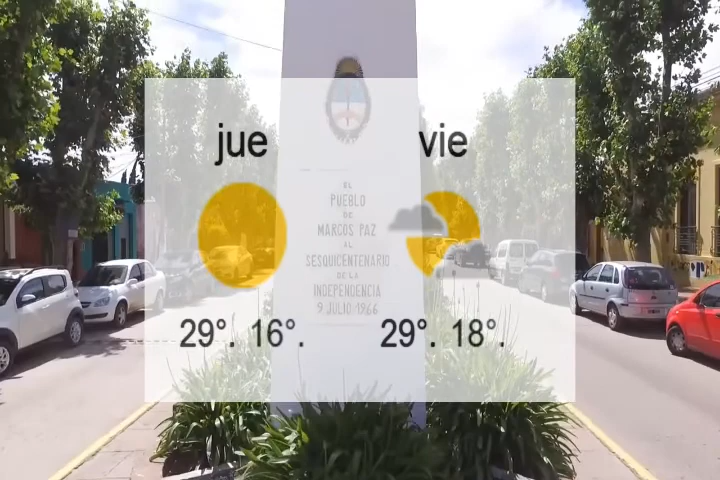 jue vie
EL
PUEBLO
DE
MARCOS PAZ
AL
SESQUICENTENARIO
DE LA
INDEPENDENCIA
9 JULIO 1966
29°. 16°. 29°. 18°.